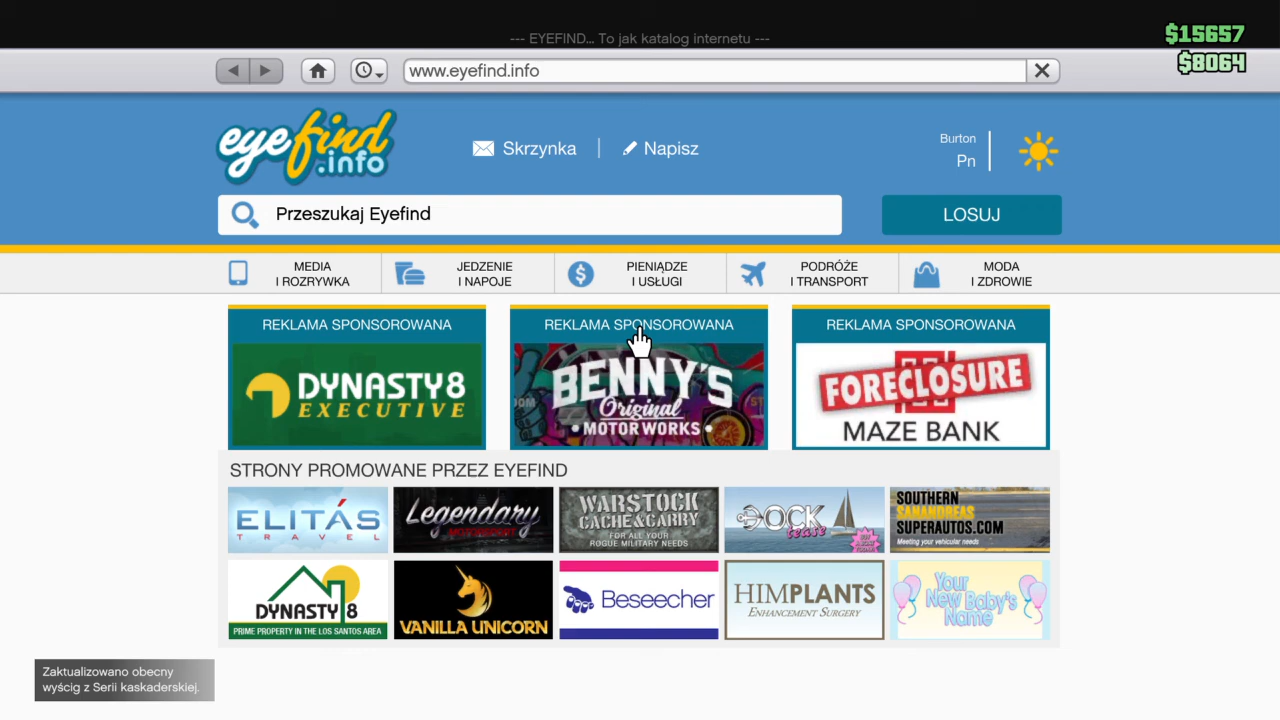 --- EYEFIND... To jak katalog internetu ---
$15657
$8064
www.eyefind.info
eyefind
.info
Skrzynka
Napisz
Burton
Pn
Przeszukaj Eyefind
LOSUJ
MEDIA
I ROZRYWKA
JEDZENIE
I NAPOJE
PIENIĄDZE
I USŁUGI
PODRÓŻE
I TRANSPORT
MODA
I ZDROWIE
REKLAMA SPONSOROWANA
DYNASTY8
EXECUTIVE
REKLAMA SPONSOROWANA
BENNY'S
Original
MOTORWORKS
REKLAMA SPONSOROWANA
FORECLOSURE
MAZE BANK
STRONY PROMOWANE PRZEZ EYEFIND
ELITÁS
TRAVEL
Legendary
MOTORSPORT
WARSTOCK
CACHE&CARRY
FOR ALL YOUR
ROGUE MILITARY NEEDS
DOCK
tease
SOUTHERN
SANANDREAS
SUPERAUTOS.COM
Meeting your vehicular needs
DYNASTY 8
PRIME PROPERTY IN THE LOS SANTOS AREA
VANILLA UNICORN
Beseecher
HIMPLANTS
ENHANCEMENT SURGERY
Your
New Baby's
Name
Zaktualizowano obecny
wyścig z Serii kaskaderskiej.